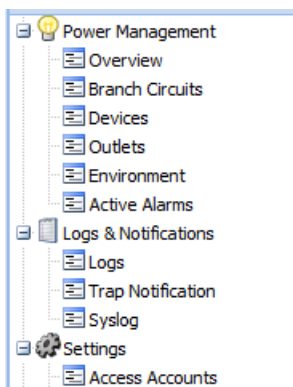 Power Management
Overview
Branch Circuits
Devices
Outlets
Environment
Active Alarms
Logs & Notifications
Logs
Trap Notification
Syslog
Settings
Access Accounts